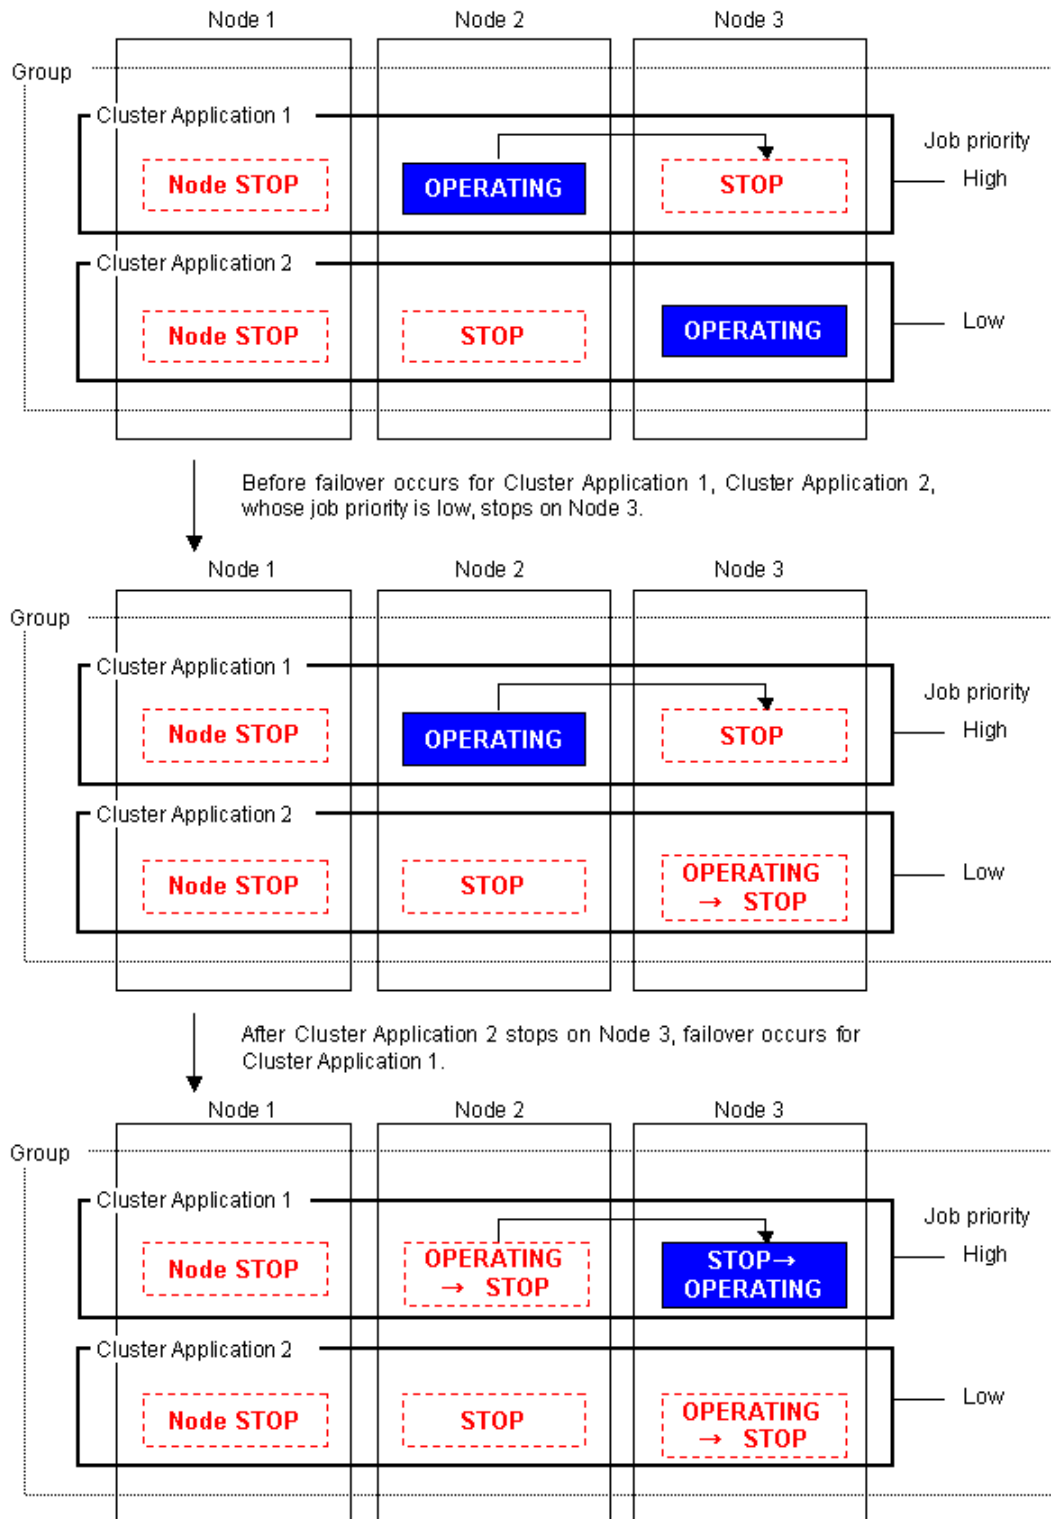 Node 1 Node 2 Node 3
Group
Cluster Application 1
Job priority
Node STOP OPERATING STOP High
Cluster Application 2
Node STOP STOP OPERATING Low
Before failover occurs for Cluster Application 1, Cluster Application 2,
whose job priority is low, stops on Node 3.
Node 1 Node 2 Node 3
Group
Cluster Application 1
Job priority
Node STOP OPERATING STOP High
Cluster Application 2
Node STOP STOP OPERATING Low
→ STOP
After Cluster Application 2 stops on Node 3, failover occurs for
Cluster Application 1.
Node 1 Node 2 Node 3
Group
Cluster Application 1
Job priority
Node STOP OPERATING STOP→ High
→ STOP OPERATING
Cluster Application 2
Node STOP STOP OPERATING Low
→ STOP